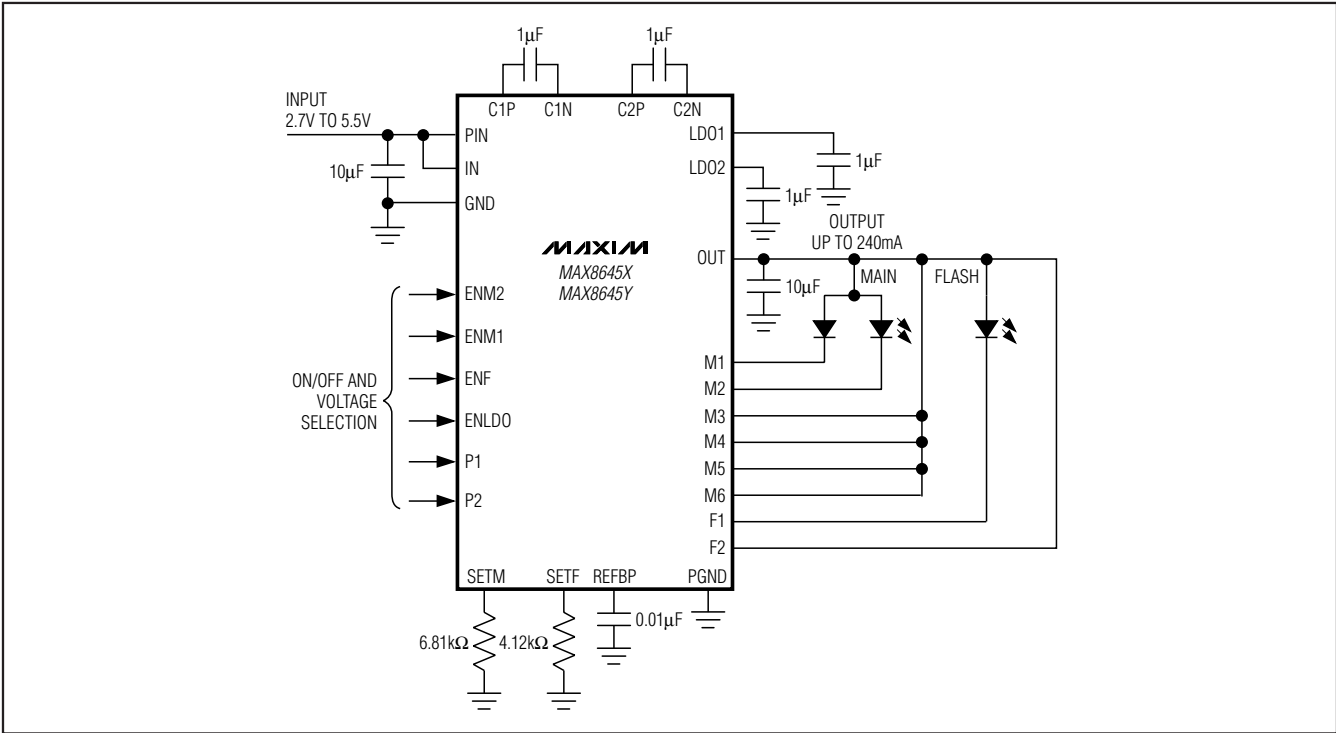 1μF
1μF
C1P
C1N
C2P
C2N
INPUT
2.7V TO 5.5V
PIN
IN
10μF
GND
LDO1
1μF
LDO2
1μF
OUTPUT
UP TO 240mA
MAXIM
MAX8645X
MAX8645Y
OUT
10μF
MAIN
FLASH
ON/OFF AND
VOLTAGE
SELECTION
ENM2
ENM1
ENF
ENLDO
P1
P2
M1
M2
M3
M4
M5
M6
F1
F2
SETM
SETF
REFBP
PGND
6.81kΩ
4.12kΩ
0.01μF